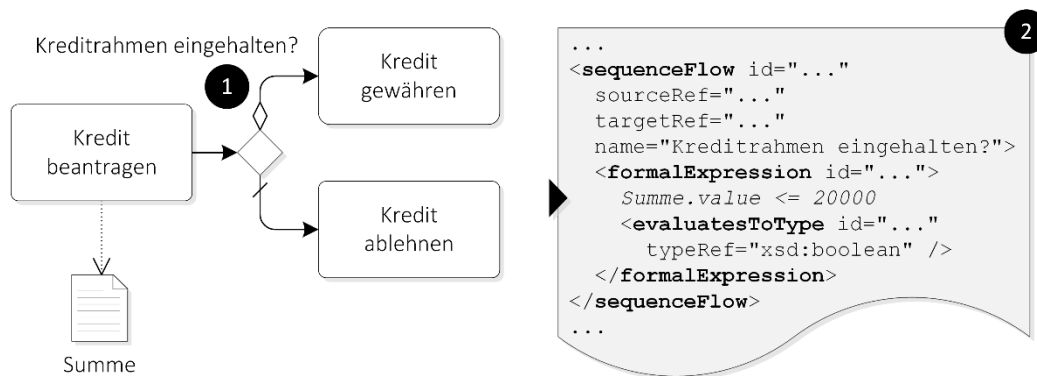 Kreditrahmen eingehalten?
1
Kredit
gewähren
Kredit
beantragen
Kredit
ablehnen
Summe
2
...
<sequenceFlow id="..."
sourceRef="..."
targetRef="..."
name="Kreditrahmen eingehalten?">
<formalExpression id="...">
Summe.value <= 20000
<evaluatesToType id="..."
typeRef="xsd:boolean" />
</formalExpression>
</sequenceFlow>
...